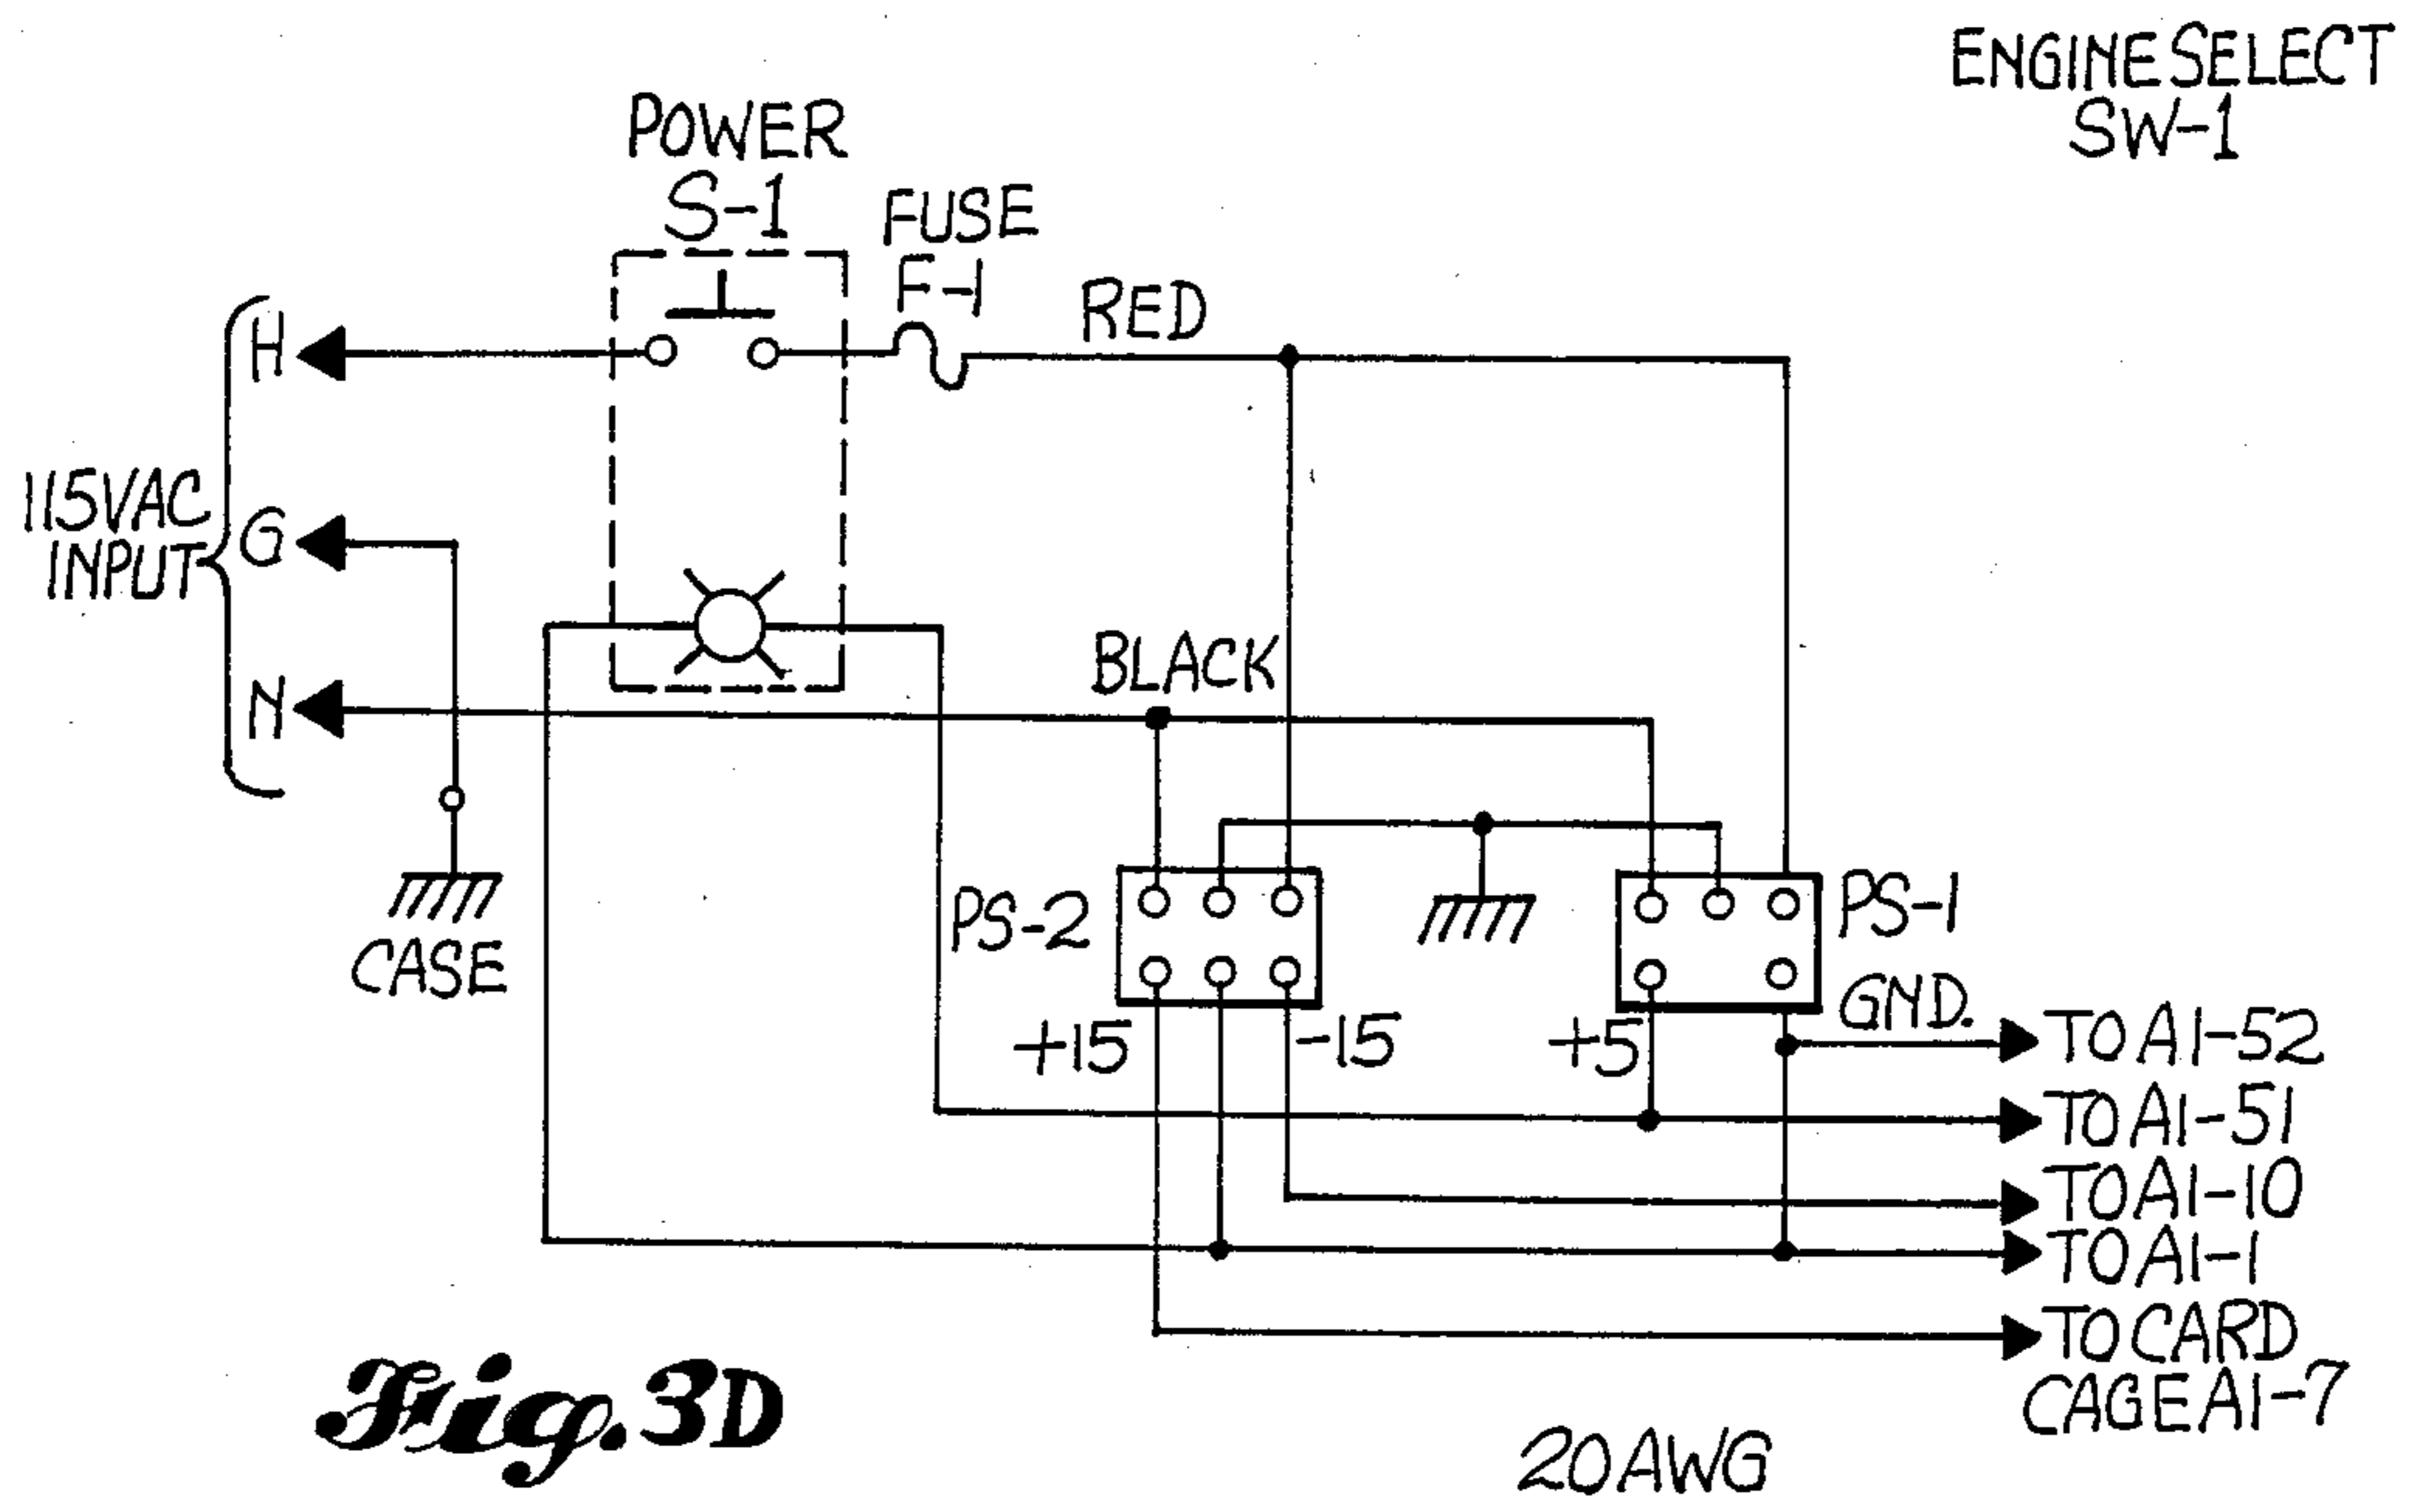 ENGINE SELECT
SW-1
POWER
S-1
FUSE
F-1
RED
H
115VAC
INPUT
G
N
BLACK
CASE
PS-2
PS-1
+15
-15
+5
GND.
TO A1-52
TO A1-51
TO A1-10
TO A1-1
TO CARD
CAGE A1-7
Fig. 3D
20 AWG